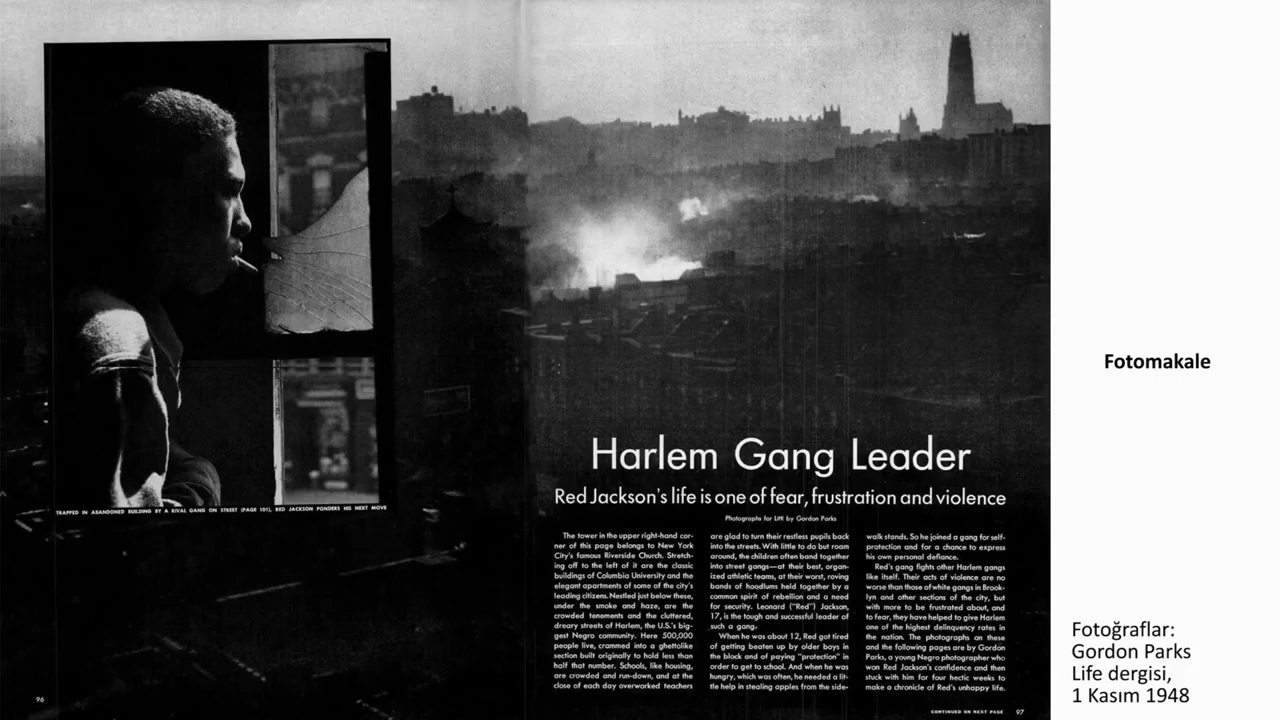 TRAPPED IN ABANDONED BUILDING BY A RIVAL GANG ON STREET (PAGE 101), RED JACKSON PONDERS HIS NEXT MOVE
96
Harlem Gang Leader
Red Jackson's life is one of fear, frustration and violence
Photographs for LIFE by Gordon Parks
The tower in the upper right-hand cor-
ner of this page belongs to New York
City's famous Riverside Church. Stretch-
ing off to the left of it are the classic
buildings of Columbia University and the
elegant apartments of some of the city's
leading citizens. Nestled just below these,
under the smoke and haze, are the
crowded tenements and the cluttered,
dreary streets of Harlem, the U.S.'s big-
gest Negro community. Here 500,000
people live, crammed into a ghettolike
section built originally to hold less than
half that number. Schools, like housing,
are crowded and run-down, and at the
close of each day overworked teachers
are glad to turn their restless pupils back
into the streets. With little to do but roam
around, the children often band together
into street gangs—at their best, organ-
ized athletic teams, at their worst, roving
bands of hoodlums held together by a
common spirit of rebellion and a need
for security. Leonard ("Red") Jackson,
17, is the tough and successful leader of
such a gang.
When he was about 12, Red got tired
of getting beaten up by older boys in
the block and of paying "protection" in
order to get to school. And when he was
hungry, which was often, he needed a lit-
tle help in stealing apples from the side-
walk stands. So he joined a gang for self-
protection and for a chance to express
his own personal defiance.
Red's gang fights other Harlem gangs
like itself. Their acts of violence are no
worse than those of white gangs in Brook-
lyn and other sections of the city, but
with more to be frustrated about, and
to fear, they have helped to give Harlem
one of the highest delinquency rates in
the nation. The photographs on these
and the following pages are by Gordon
Parks, a young Negro photographer who
won Red Jackson's confidence and then
stuck with him for four hectic weeks to
make a chronicle of Red's unhappy life.
CONTINUED ON NEXT PAGE 97
Fotomakale
Fotoğraflar:
Gordon Parks
Life dergisi,
1 Kasım 1948